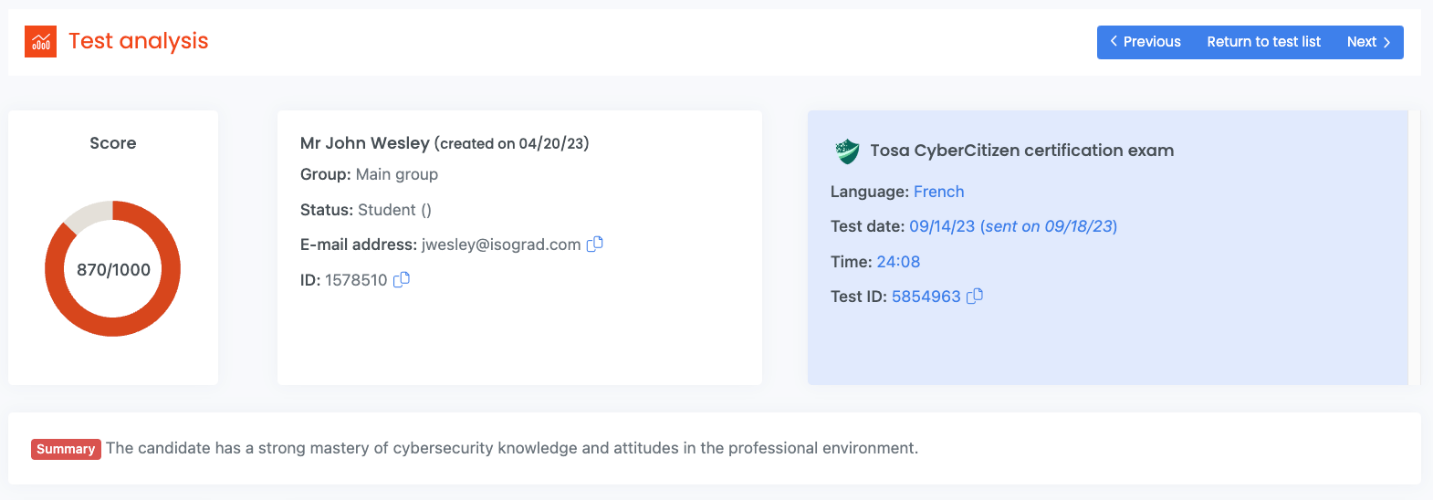 Test analysis
Previous
Return to test list
Next
Score
870/1000
Mr John Wesley (created on 04/20/23)
Group: Main group
Status: Student ()
E-mail address: jwesley@isograd.com
ID: 1578510
Tosa CyberCitizen certification exam
Language: French
Test date: 09/14/23 (sent on 09/18/23)
Time: 24:08
Test ID: 5854963
Summary The candidate has a strong mastery of cybersecurity knowledge and attitudes in the professional environment.